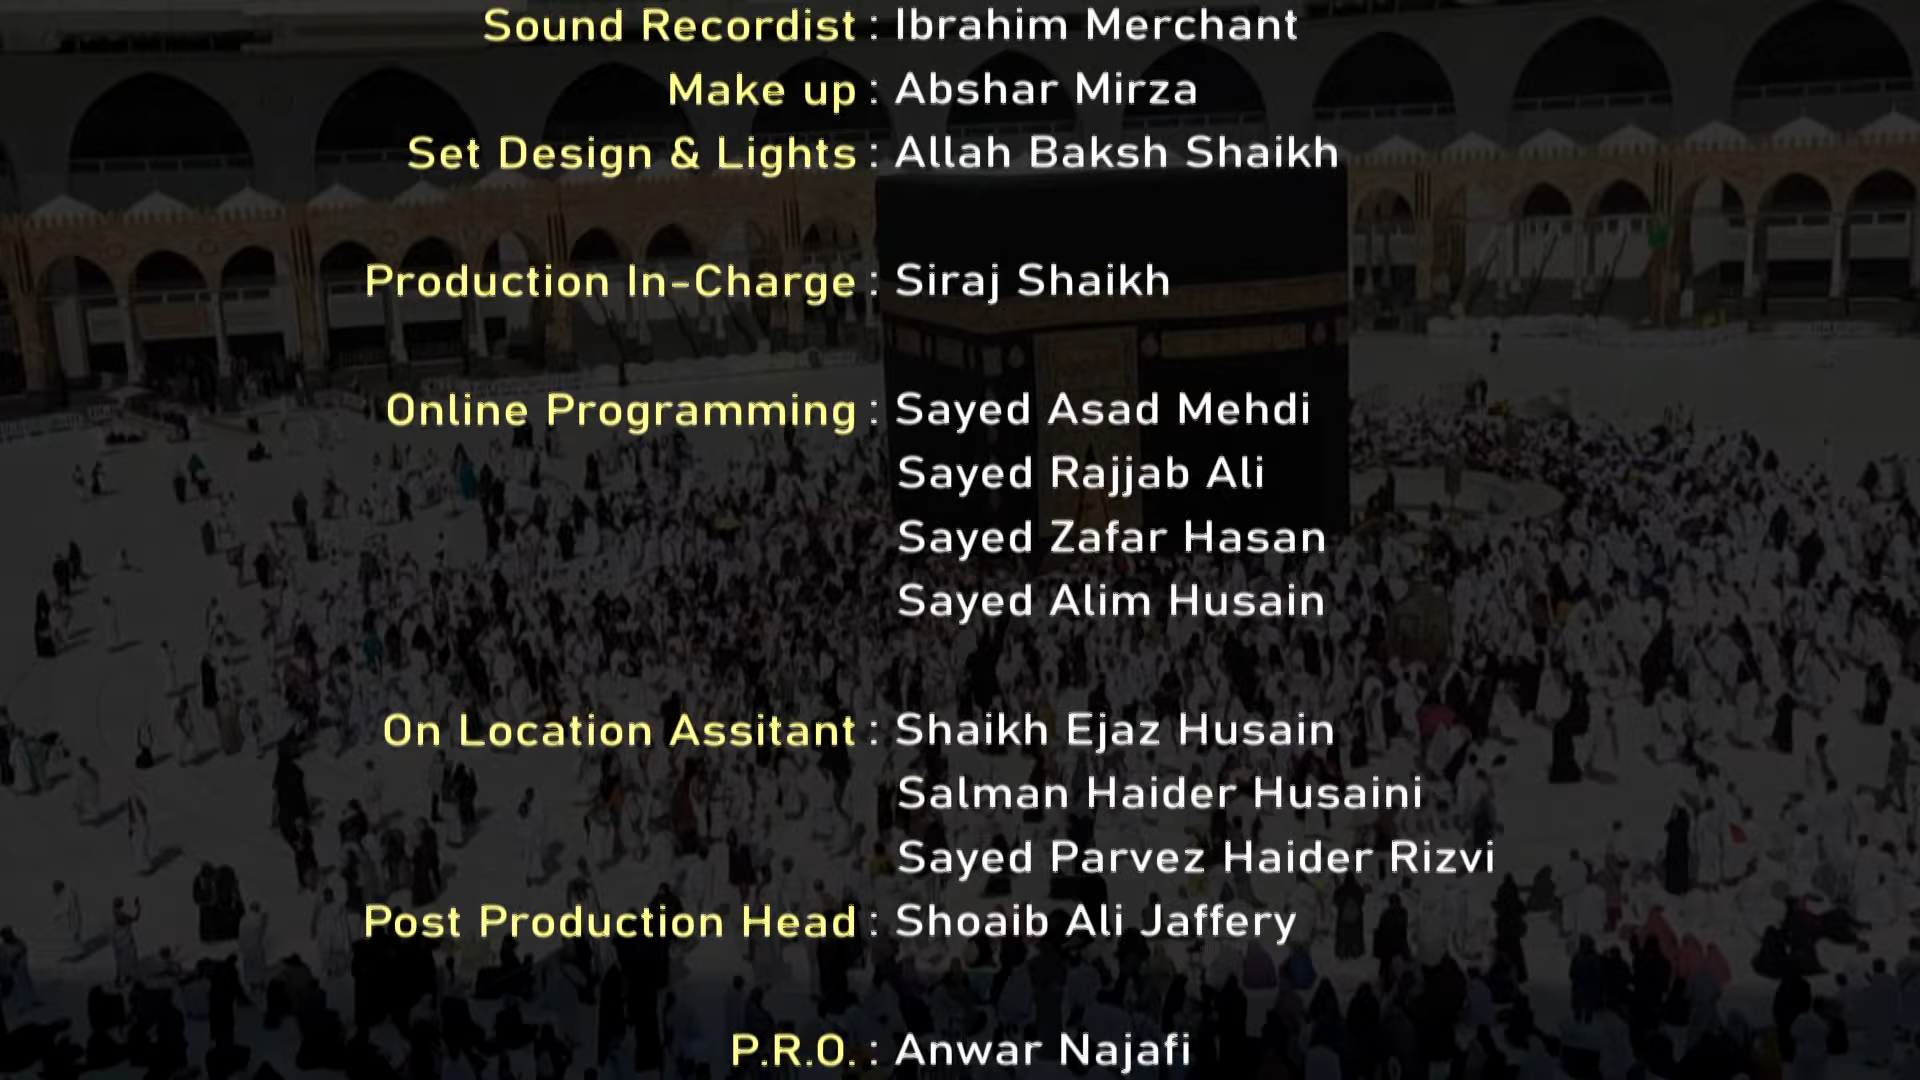 Sound Recordist : Ibrahim Merchant
Make up : Abshar Mirza
Set Design & Lights : Allah Baksh Shaikh
Production In-Charge : Siraj Shaikh
Online Programming : Sayed Asad Mehdi
Sayed Rajjab Ali
Sayed Zafar Hasan
Sayed Alim Husain
On Location Assitant : Shaikh Ejaz Husain
Salman Haider Husaini
Sayed Parvez Haider Rizvi
Post Production Head : Shoaib Ali Jaffery
P.R.O. : Anwar Najafi